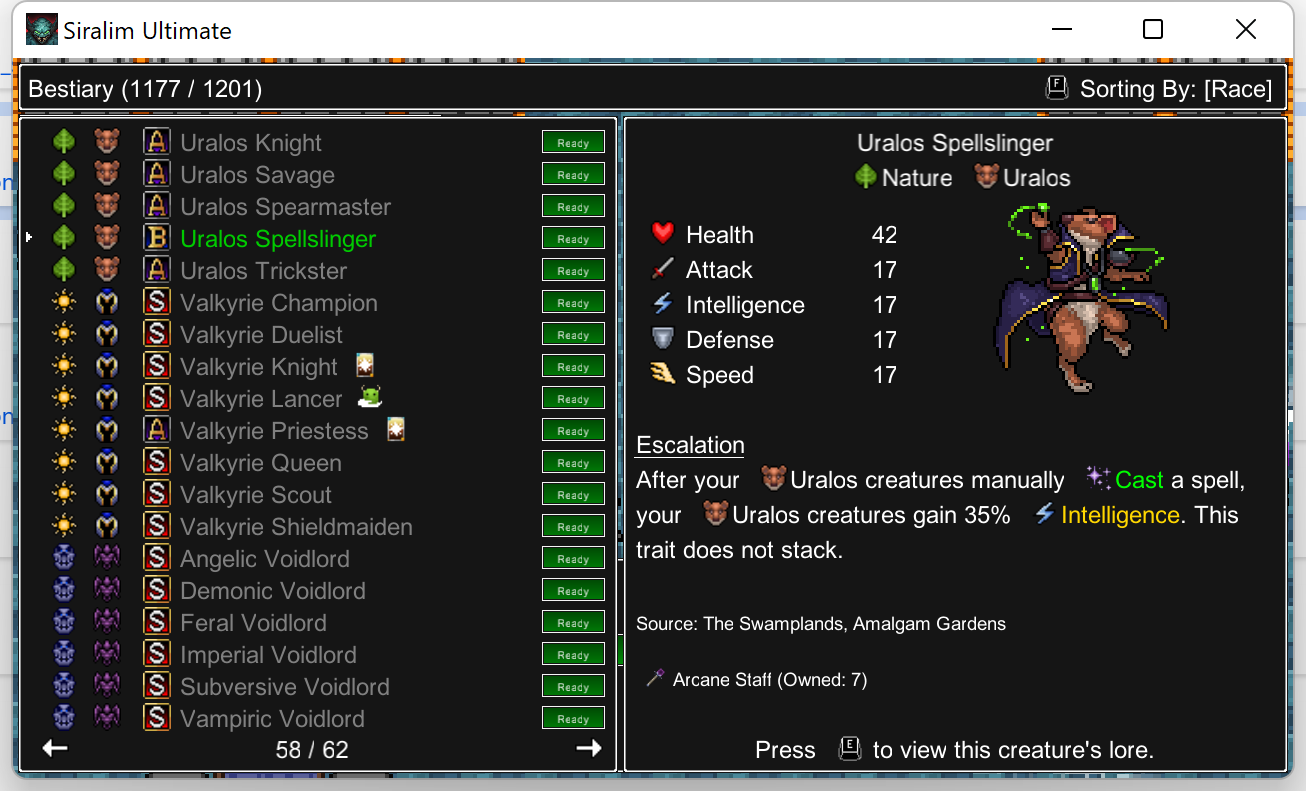 Siralim Ultimate
Bestiary (1177 / 1201)
F Sorting By: [Race]
A Uralos Knight Ready
A Uralos Savage Ready
A Uralos Spearmaster Ready
B Uralos Spellslinger Ready
A Uralos Trickster Ready
S Valkyrie Champion Ready
S Valkyrie Duelist Ready
S Valkyrie Knight Ready
S Valkyrie Lancer Ready
A Valkyrie Priestess Ready
S Valkyrie Queen Ready
S Valkyrie Scout Ready
S Valkyrie Shieldmaiden Ready
S Angelic Voidlord Ready
S Demonic Voidlord Ready
S Feral Voidlord Ready
S Imperial Voidlord Ready
S Subversive Voidlord Ready
S Vampiric Voidlord Ready
58 / 62
Uralos Spellslinger
Nature Uralos
Health 42
Attack 17
Intelligence 17
Defense 17
Speed 17
Escalation
After your Uralos creatures manually Cast a spell,
your Uralos creatures gain 35% Intelligence. This
trait does not stack.
Source: The Swamplands, Amalgam Gardens
Arcane Staff (Owned: 7)
Press E to view this creature's lore.